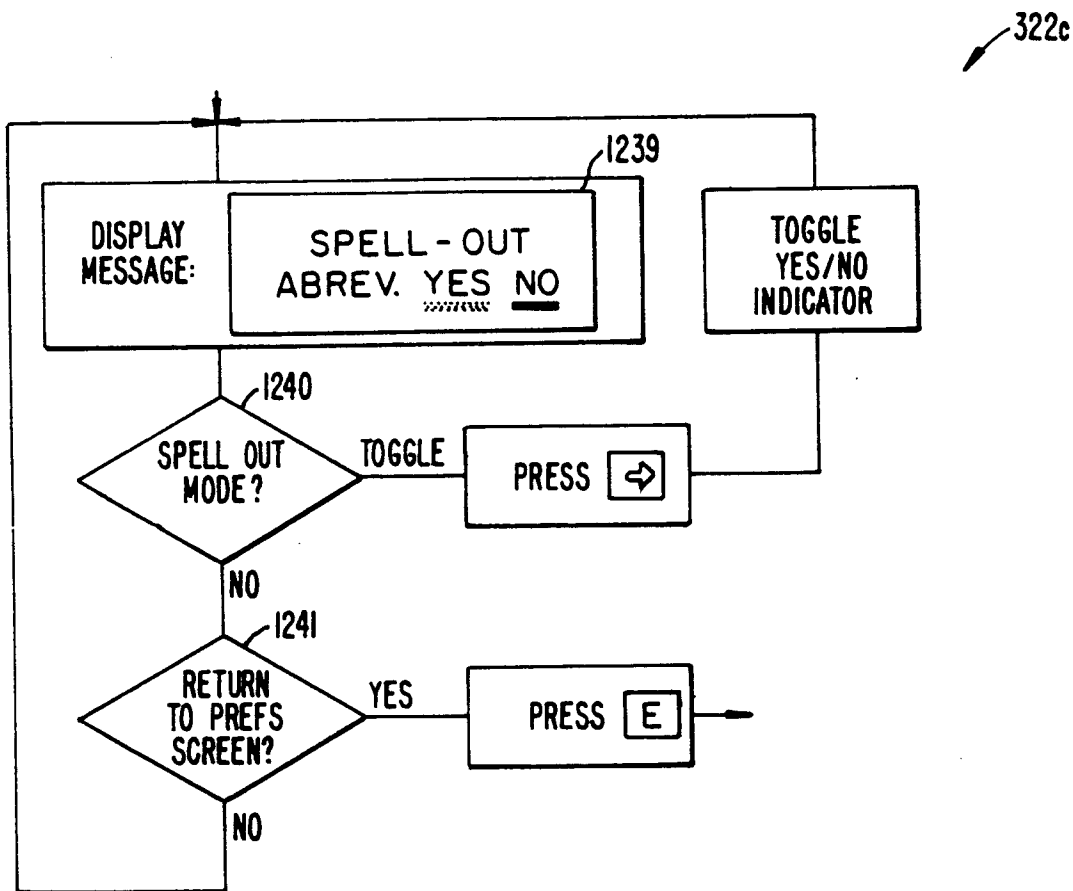 322c
1239
DISPLAY
MESSAGE:
SPELL-OUT
ABREV. YES NO
TOGGLE
YES/NO
INDICATOR
1240
SPELL OUT
MODE?
TOGGLE
PRESS
NO
1241
RETURN
TO PREFS
SCREEN?
YES
PRESS E
NO